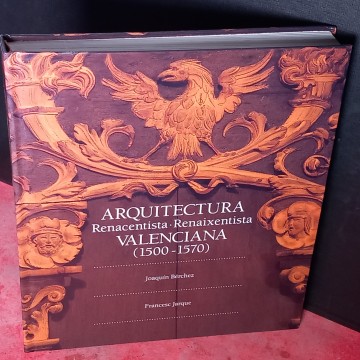 ARQUITECTURA
Renacentista · Renaixentista
VALENCIANA
(1500-1570)
Joaquín Bérchez
Francesc Jarque